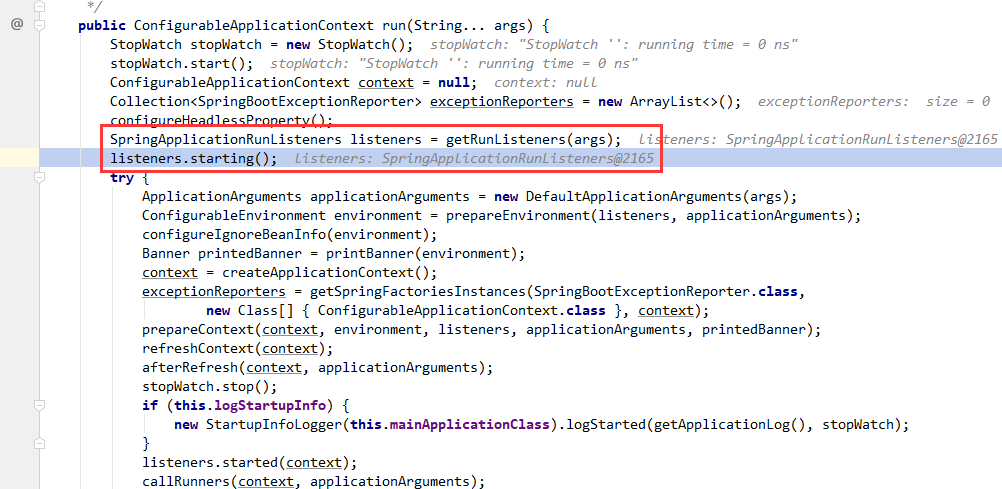 */
@ public ConfigurableApplicationContext run(String... args) {
StopWatch stopWatch = new StopWatch(); stopWatch: "StopWatch '': running time = 0 ns"
stopWatch.start(); stopWatch: "StopWatch '': running time = 0 ns"
ConfigurableApplicationContext context = null; context: null
Collection<SpringBootExceptionReporter> exceptionReporters = new ArrayList<>(); exceptionReporters: size = 0
configureHeadlessProperty();
SpringApplicationRunListeners listeners = getRunListeners(args); listeners: SpringApplicationRunListeners@2165
listeners.starting(); listeners: SpringApplicationRunListeners@2165
try {
ApplicationArguments applicationArguments = new DefaultApplicationArguments(args);
ConfigurableEnvironment environment = prepareEnvironment(listeners, applicationArguments);
configureIgnoreBeanInfo(environment);
Banner printedBanner = printBanner(environment);
context = createApplicationContext();
exceptionReporters = getSpringFactoriesInstances(SpringBootExceptionReporter.class,
new Class[] { ConfigurableApplicationContext.class }, context);
prepareContext(context, environment, listeners, applicationArguments, printedBanner);
refreshContext(context);
afterRefresh(context, applicationArguments);
stopWatch.stop();
if (this.logStartupInfo) {
new StartupInfoLogger(this.mainApplicationClass).logStarted(getApplicationLog(), stopWatch);
}
listeners.started(context);
callRunners(context, applicationArguments);